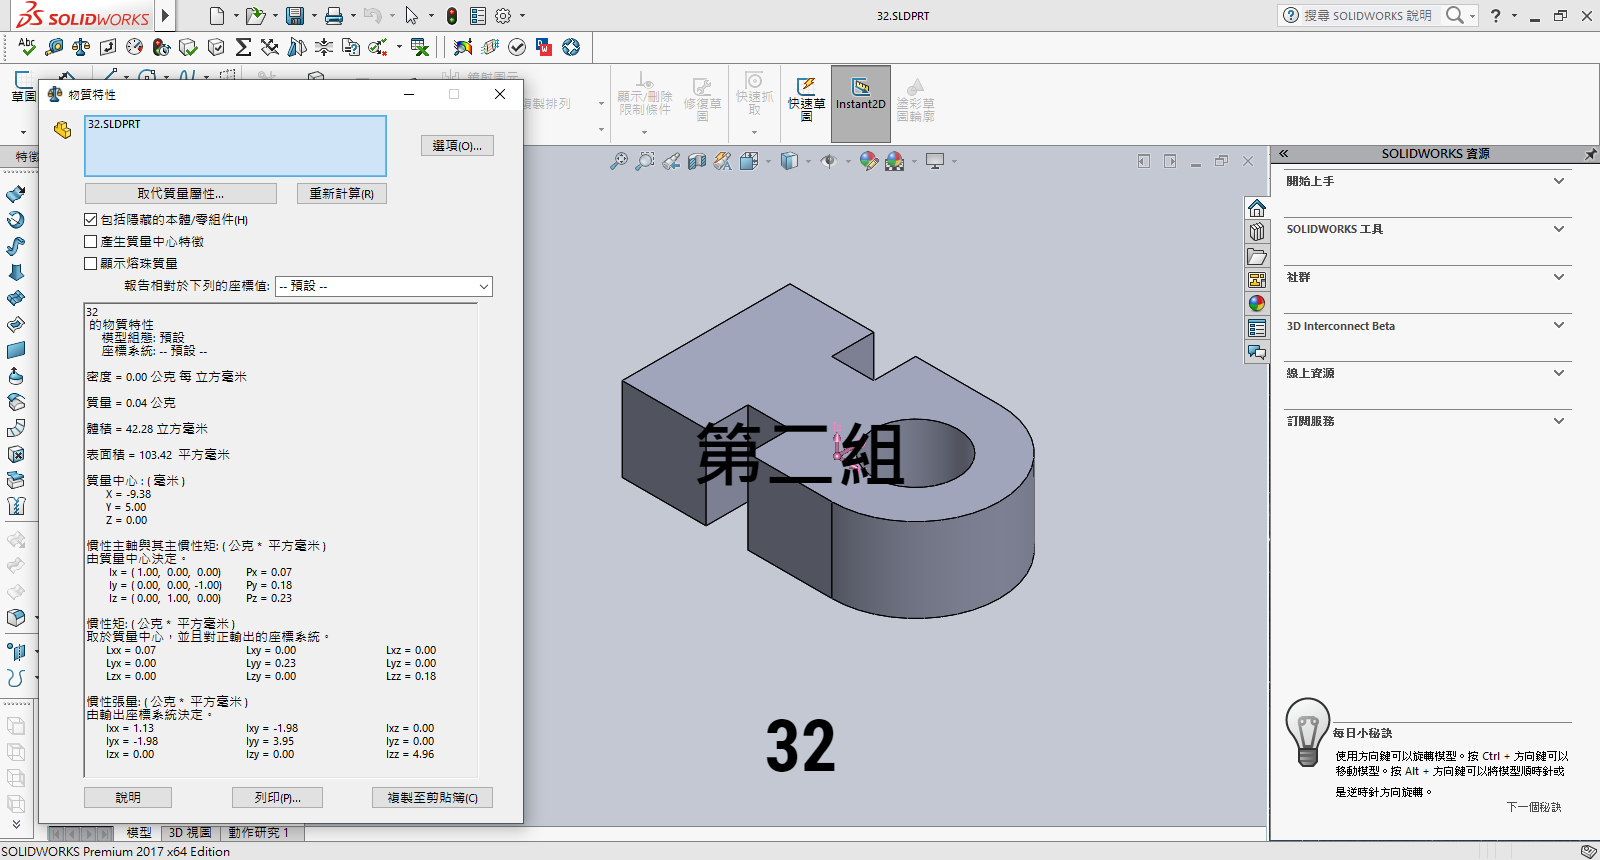 SOLIDWORKS
32.SLDPRT
搜尋 SOLIDWORKS 說明
?
Abc
草圖
顯示/刪除
限制條件
修復草
圖
快速抓
取
快速草
圖
Instant2D
塗彩草
圖輪廓
特徵
物質特性
32.SLDPRT
選項(O)...
取代質量屬性...
重新計算(R)
包括隱藏的本體/零組件(H)
產生質量中心特徵
顯示熔珠質量
報告相對於下列的座標值:
-- 預設 --
32
的物質特性
模型組態: 預設
座標系統: -- 預設 --
密度 = 0.00 公克 每 立方毫米
質量 = 0.04 公克
體積 = 42.28 立方毫米
表面積 = 103.42 平方毫米
質量中心 : ( 毫米 )
X = -9.38
Y = 5.00
Z = 0.00
慣性主軸與其主慣性矩: ( 公克 * 平方毫米 )
由質量中心決定。
Ix = ( 1.00, 0.00, 0.00) Px = 0.07
Iy = ( 0.00, 0.00, -1.00) Py = 0.18
Iz = ( 0.00, 1.00, 0.00) Pz = 0.23
慣性矩: ( 公克 * 平方毫米 )
取於質量中心，並且對正輸出的座標系統。
Lxx = 0.07 Lxy = 0.00 Lxz = 0.00
Lyx = 0.00 Lyy = 0.23 Lyz = 0.00
Lzx = 0.00 Lzy = 0.00 Lzz = 0.18
慣性張量: ( 公克 * 平方毫米 )
由輸出座標系統決定。
Ixx = 1.13 Ixy = -1.98 Ixz = 0.00
Iyx = -1.98 Iyy = 3.95 Iyz = 0.00
Izx = 0.00 Izy = 0.00 Izz = 4.96
說明
列印(P)...
複製至剪貼簿(C)
第二組
32
SOLIDWORKS 資源
開始上手
SOLIDWORKS 工具
社群
3D Interconnect Beta
線上資源
訂閱服務
每日小秘訣
使用方向鍵可以旋轉模型。按 Ctrl + 方向鍵可以
移動模型。按 Alt + 方向鍵可以將模型順時針或
是逆時針方向旋轉。
下一個秘訣
模型
3D 視圖
動作研究 1
SOLIDWORKS Premium 2017 x64 Edition